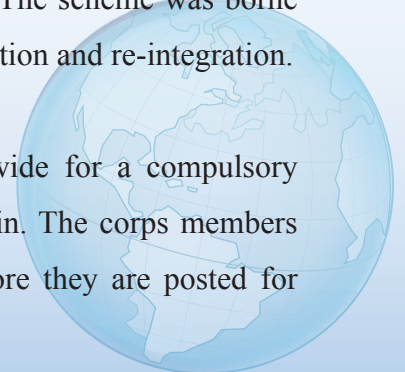 The scheme was borne
tion and re-integration.
vide for a compulsory
in. The corps members
ore they are posted for